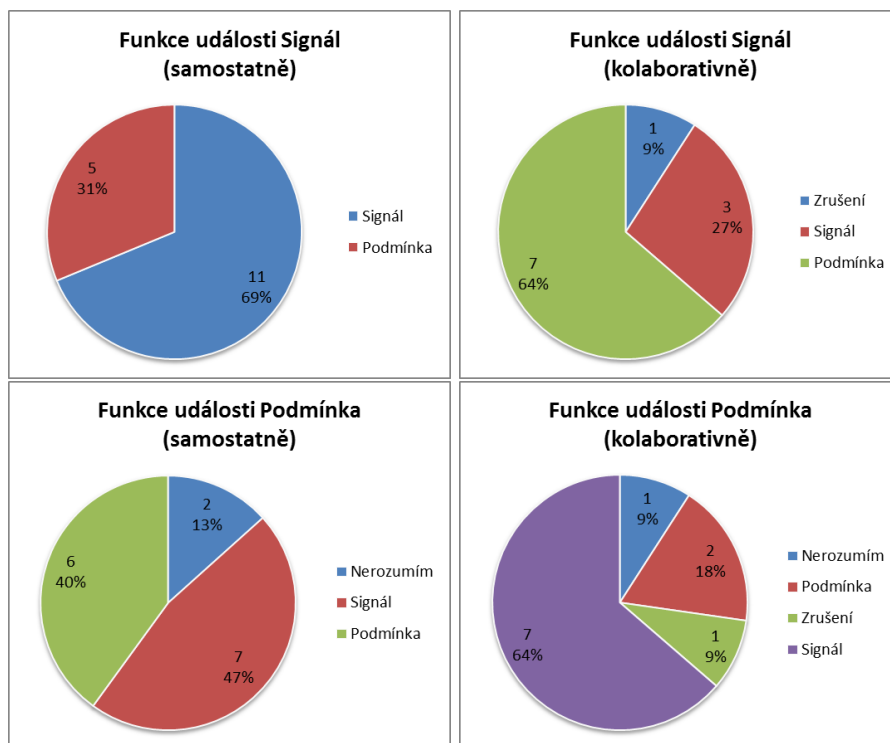 Funkce události Signál
(samostatně)
5
31%
11
69%
Signál
Podmínka
Funkce události Signál
(kolaborativně)
1
9%
3
27%
7
64%
Zrušení
Signál
Podmínka
Funkce události Podmínka
(samostatně)
2
13%
6
40%
7
47%
Nerozumím
Signál
Podmínka
Funkce události Podmínka
(kolaborativně)
1
9%
2
18%
1
9%
7
64%
Nerozumím
Podmínka
Zrušení
Signál